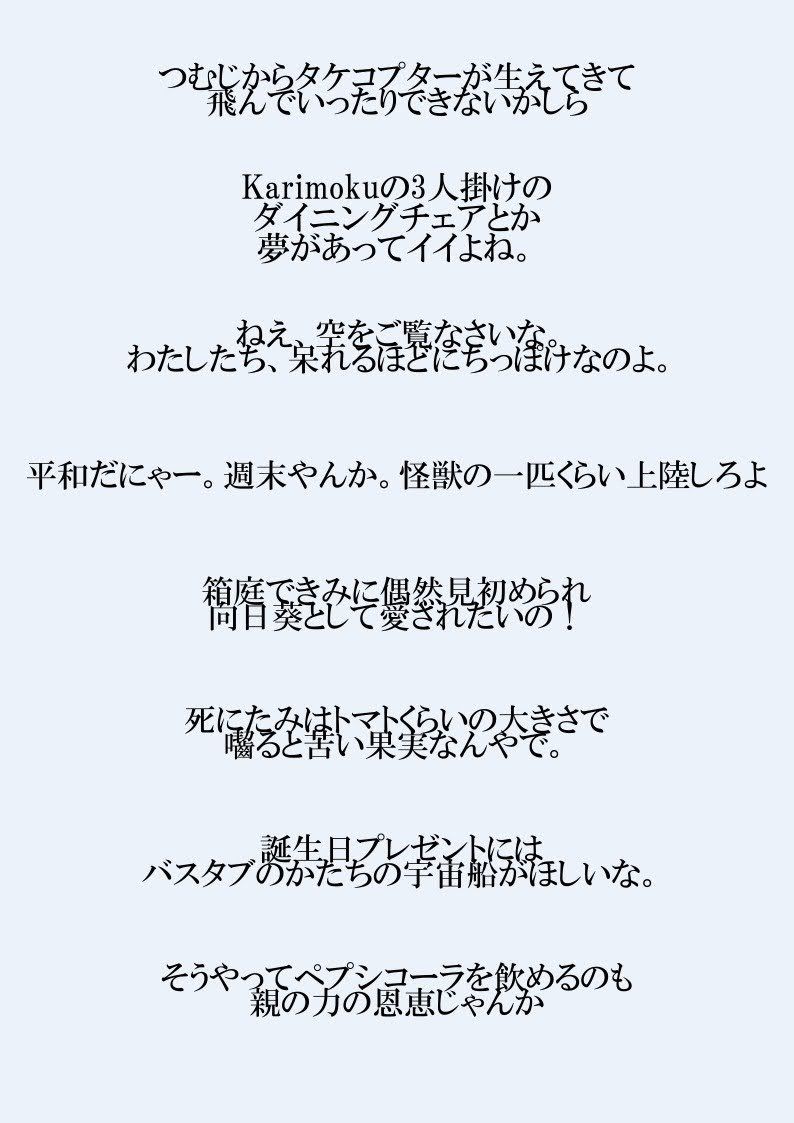 つむじからタケコプターが生えてきて
飛んでいったりできないかしら
Karimokuの3人掛けの
ダイニングチェアとか
夢があってイイよね。
ねえ、空をご覧なさいな。
わたしたち、呆れるほどにちっぽけなのよ。
平和だにゃー。週末やんか。怪獣の一匹くらい上陸しろよ
箱庭できみに偶然見初められ
向日葵として愛されたいの！
死にたみはトマトくらいの大きさで
囓ると苦い果実なんやで。
誕生日プレゼントには
バスタブのかたちの宇宙船がほしいな。
そうやってペプシコーラを飲めるのも
親の力の恩恵じゃんか